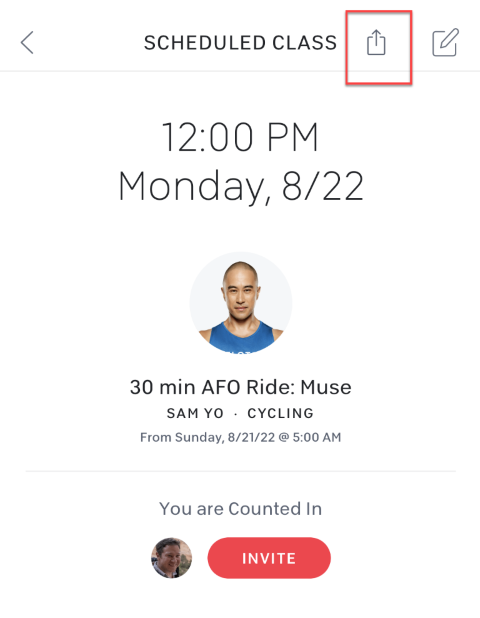 SCHEDULED CLASS
12:00 PM
Monday, 8/22
30 min AFO Ride: Muse
SAM YO · CYCLING
From Sunday, 8/21/22 @ 5:00 AM
You are Counted In
INVITE